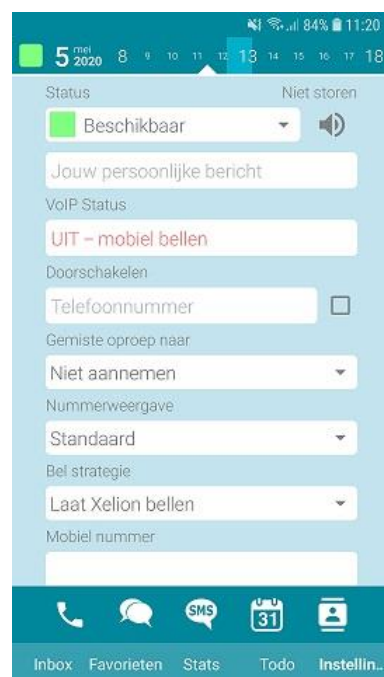 84% 11:20
5 mei 2020 8 9 10 11 12 13 14 15 16 17 18
Status Niet storen
Beschikbaar
Jouw persoonlijke bericht
VoIP Status
UIT – mobiel bellen
Doorschakelen
Telefoonnummer
Gemiste oproep naar
Niet aannemen
Nummerweergave
Standaard
Bel strategie
Laat Xelion bellen
Mobiel nummer
SMS 31
Inbox Favorieten Stats Todo Instellin..